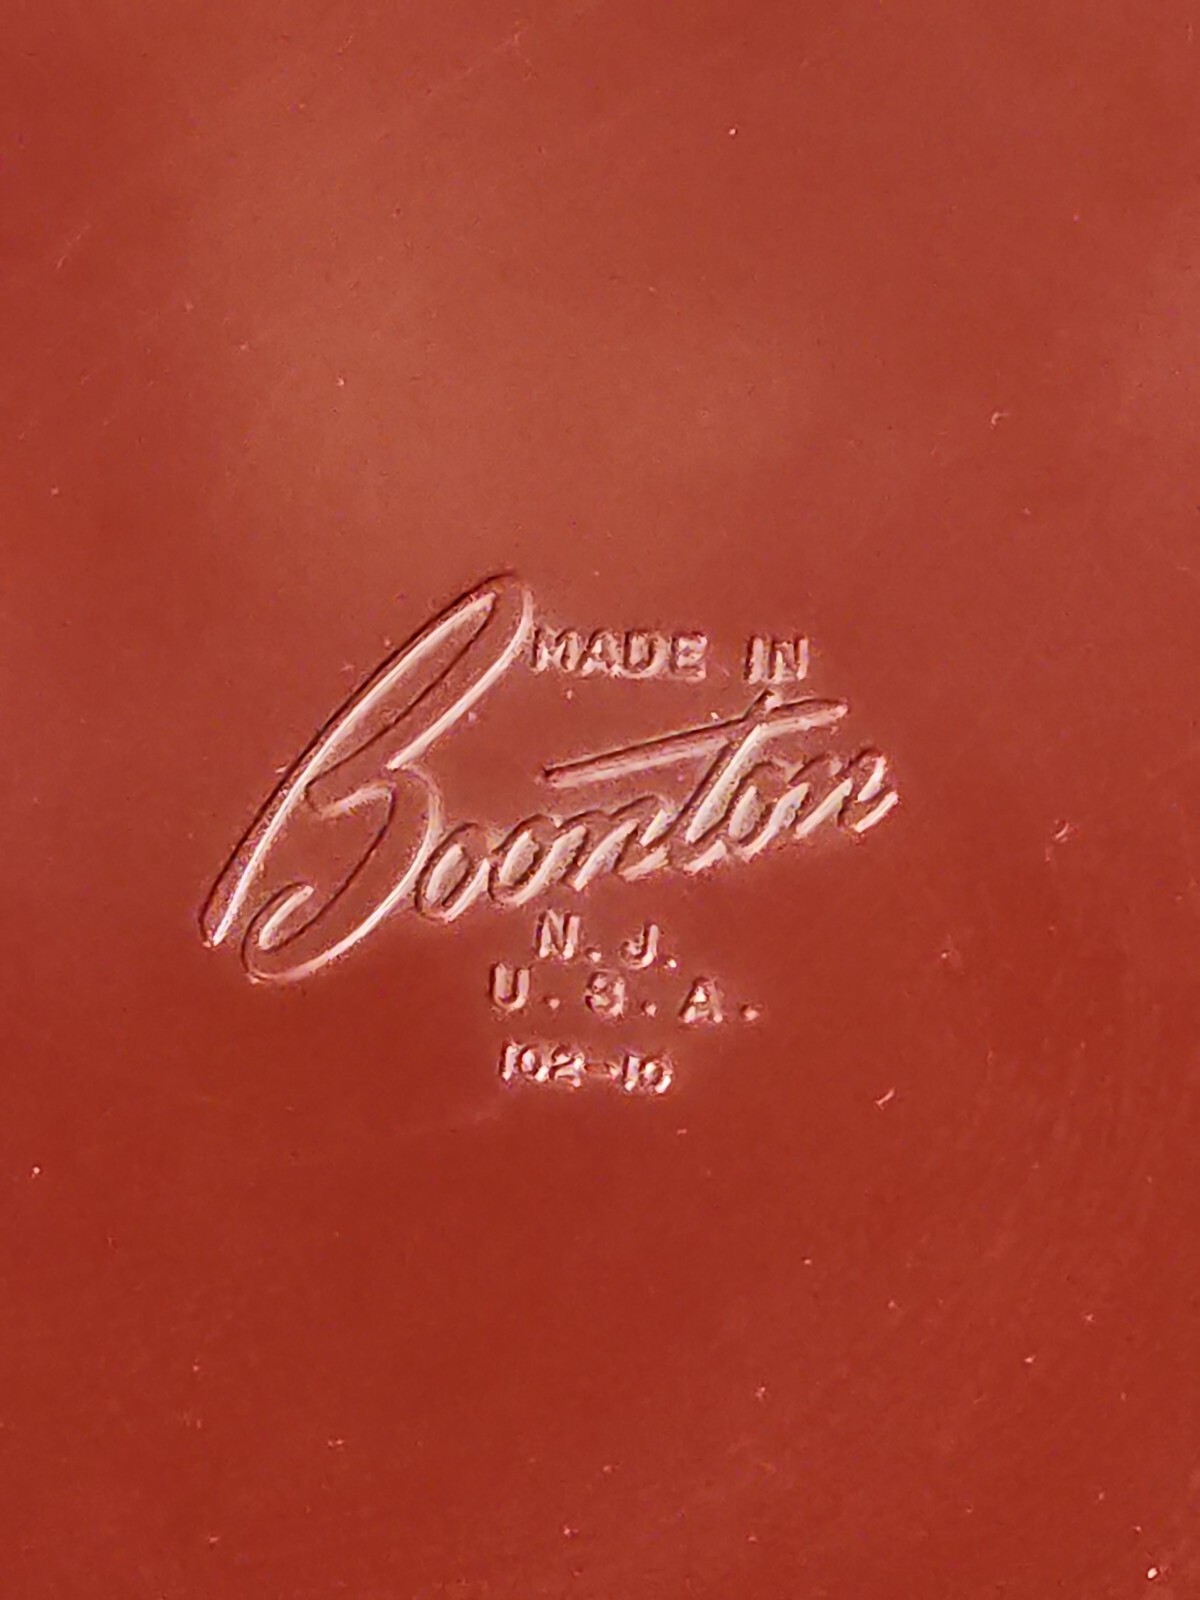 MADE IN
Boonton
N. J.
U. S. A.
102-10